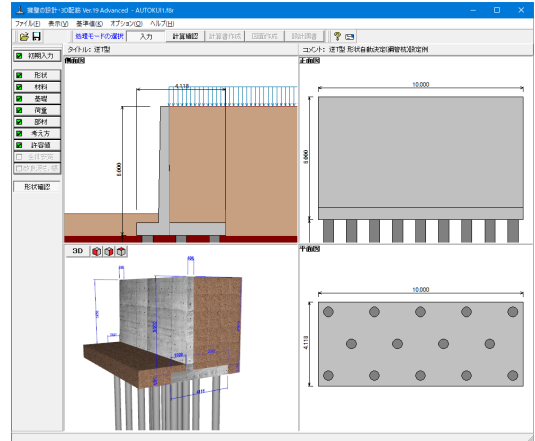 擁壁の設計・3D配筋 Ver.19 Advanced - AUTOKUI1.f8r
ファイル(F) 表示(V) 基準値(K) オプション(O) ヘルプ(H)
処理モードの選択 入力 計算確認 計算書作成 図面作成 設計調書
初期入力
形状
材料
基礎
荷重
部材
考え方
許容値
形状確認
タイトル: 逆T型
コメント: 逆T型 形状自動決定(鋼管杭)設定例
側面図
4.118
正面図
10.000
3D
平面図
10.000
4.110